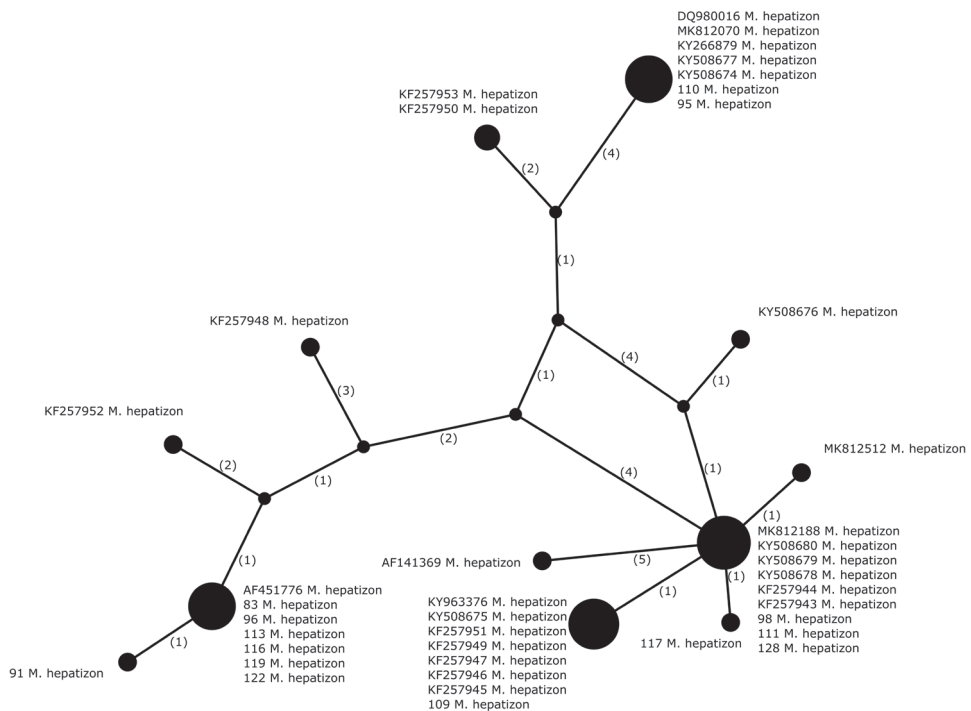 DQ980016 M. hepatizon
MK812070 M. hepatizon
KY266879 M. hepatizon
KY508677 M. hepatizon
KY508674 M. hepatizon
110 M. hepatizon
95 M. hepatizon
KF257953 M. hepatizon
KF257950 M. hepatizon
(2)
(4)
(1)
KY508676 M. hepatizon
KF257948 M. hepatizon
(4)
(1)
(1)
(3)
KF257952 M. hepatizon
(2)
(2)
(1)
(4)
(1)
MK812512 M. hepatizon
(1)
(1)
AF141369 M. hepatizon
(5)
(1)
(1)
MK812188 M. hepatizon
KY508680 M. hepatizon
KY508679 M. hepatizon
KY508678 M. hepatizon
KF257944 M. hepatizon
KF257943 M. hepatizon
98 M. hepatizon
111 M. hepatizon
128 M. hepatizon
AF451776 M. hepatizon
83 M. hepatizon
96 M. hepatizon
113 M. hepatizon
116 M. hepatizon
119 M. hepatizon
122 M. hepatizon
KY963376 M. hepatizon
KY508675 M. hepatizon
KF257951 M. hepatizon
KF257949 M. hepatizon
KF257947 M. hepatizon
KF257946 M. hepatizon
KF257945 M. hepatizon
109 M. hepatizon
117 M. hepatizon
(1)
91 M. hepatizon